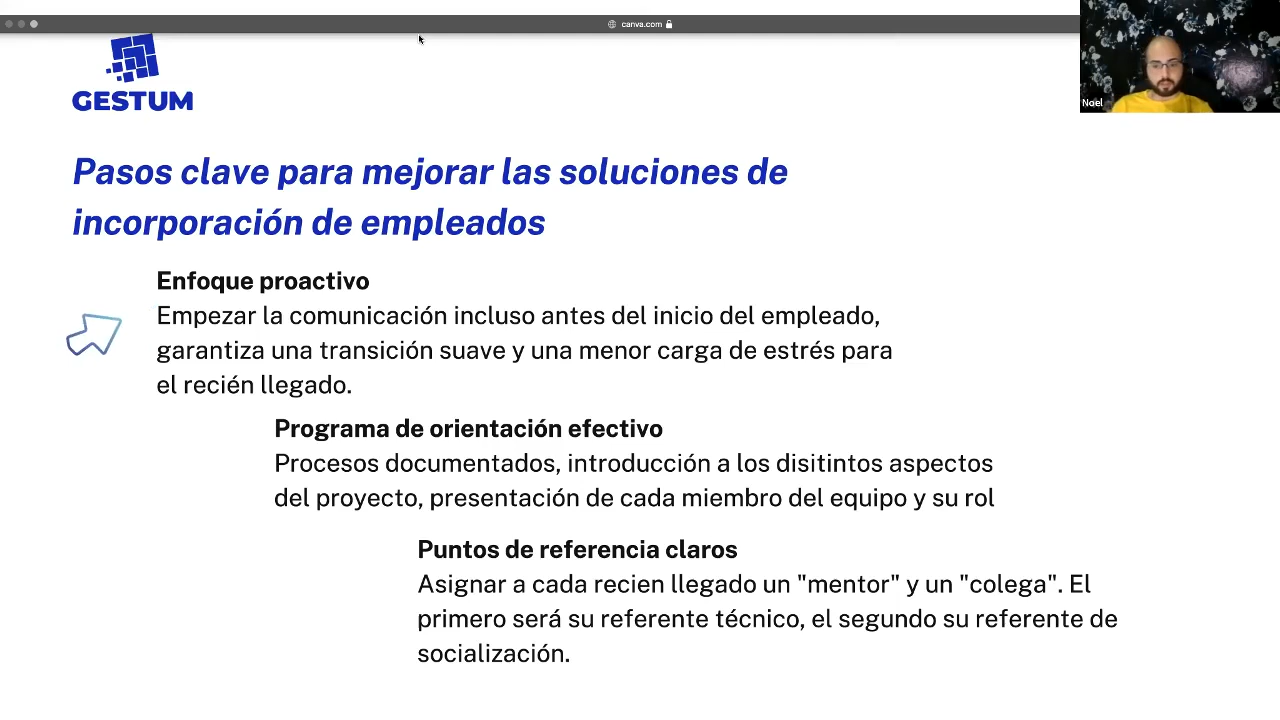 canva.com
GESTUM
Noel
Pasos clave para mejorar las soluciones de
incorporación de empleados
Enfoque proactivo
Empezar la comunicación incluso antes del inicio del empleado,
garantiza una transición suave y una menor carga de estrés para
el recién llegado.
Programa de orientación efectivo
Procesos documentados, introducción a los disitintos aspectos
del proyecto, presentación de cada miembro del equipo y su rol
Puntos de referencia claros
Asignar a cada recien llegado un "mentor" y un "colega". El
primero será su referente técnico, el segundo su referente de
socialización.